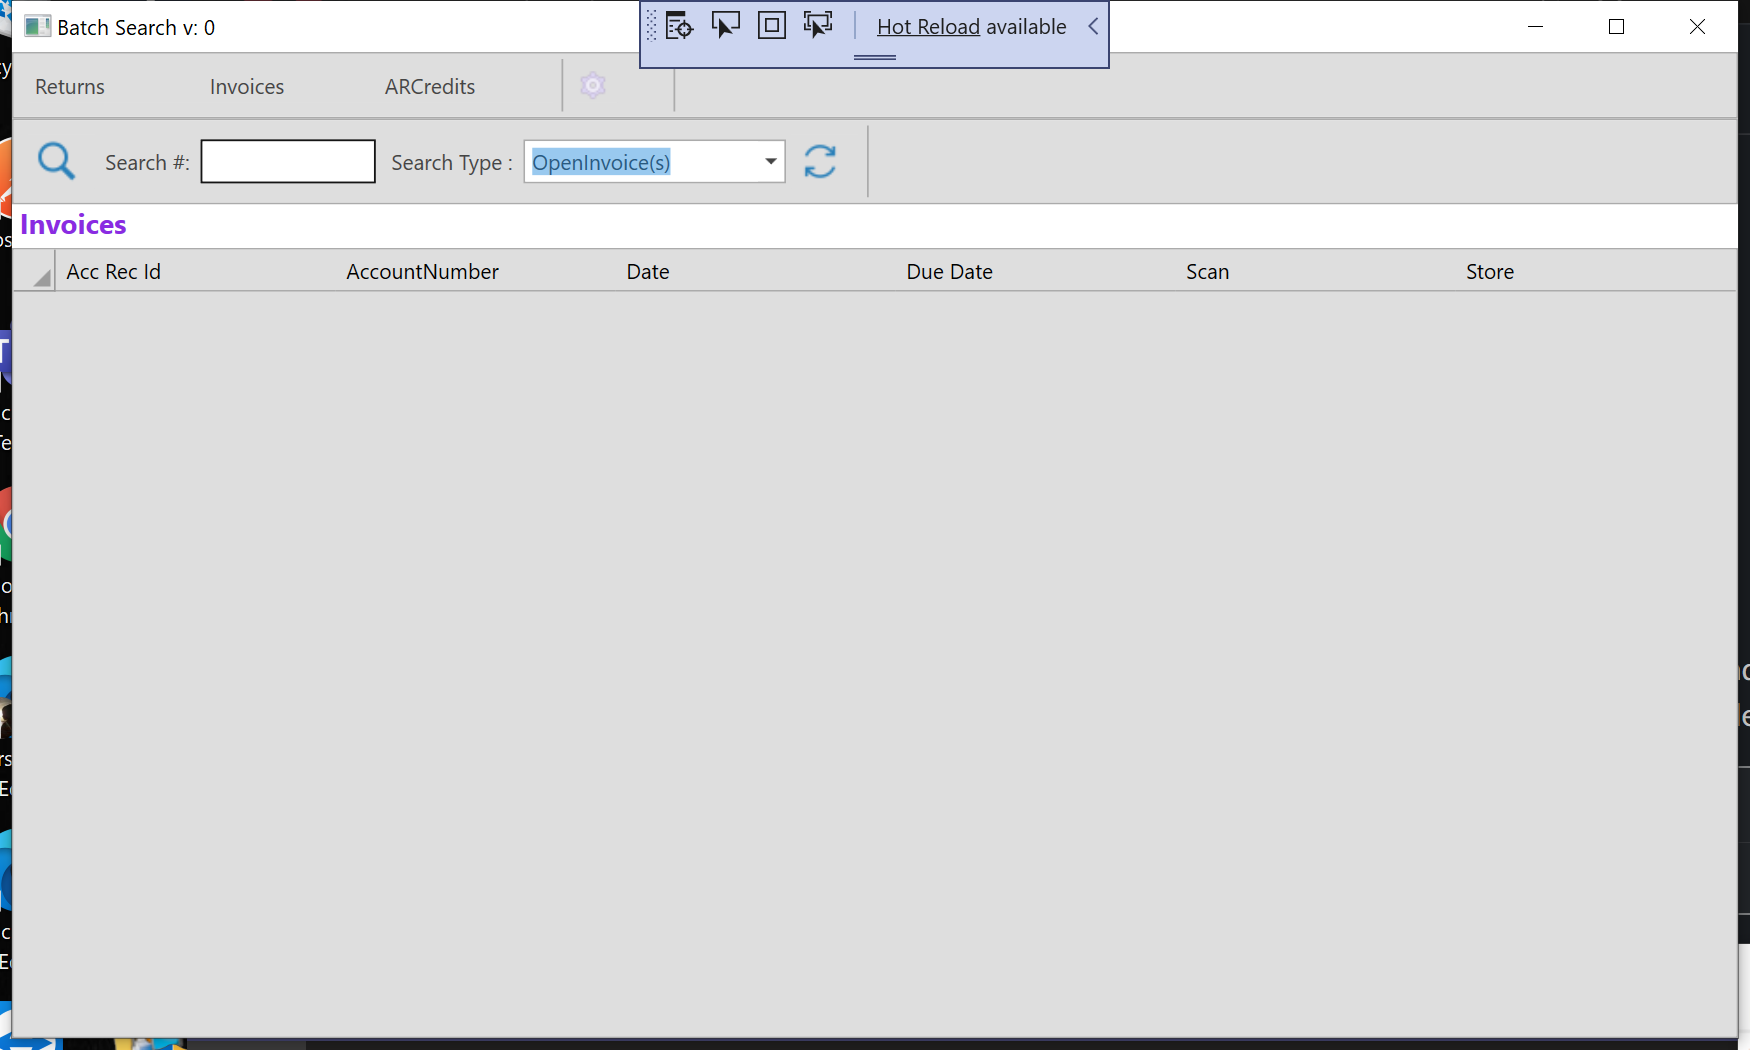 Batch Search v: 0
Hot Reload available
Returns Invoices ARCredits
Search #: Search Type : OpenInvoice(s)
Invoices
Acc Rec Id AccountNumber Date Due Date Scan Store